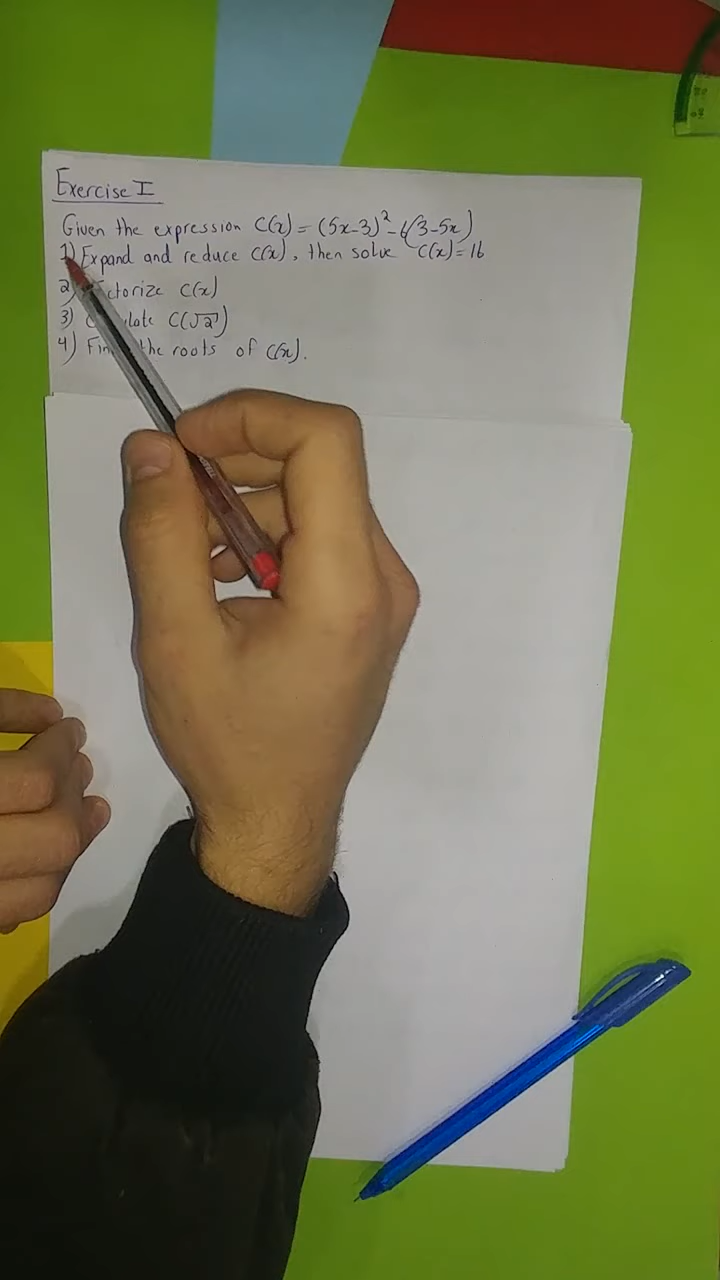 Exercise I
Given the expression C(x) = (5x-3)² - 6(3-5x)
1) Expand and reduce C(x), then solve C(x) = 16
2) ctorize C(x)
3) late C(√2)
4) Fin the roots of C(x).